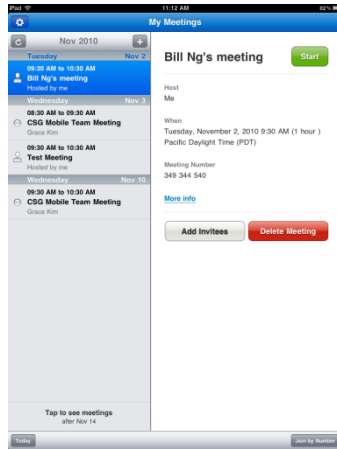 iPad
11:12 AM
92%
My Meetings
Nov 2010
+
Tuesday Nov 2
09:30 AM to 10:30 AM
Bill Ng's meeting
Hosted by me
Wednesday Nov 3
08:30 AM to 09:30 AM
CSG Mobile Team Meeting
Grace Kim
09:30 AM to 10:30 AM
Test Meeting
Hosted by me
Wednesday Nov 10
09:30 AM to 10:30 AM
CSG Mobile Team Meeting
Grace Kim
Tap to see meetings
after Nov 14
Bill Ng's meeting
Start
Host
Me
When
Tuesday, November 2, 2010 9:30 AM (1 hour )
Pacific Daylight Time (PDT)
Meeting Number
349 344 540
More info
Add Invitees
Delete Meeting
Today
Join by Number